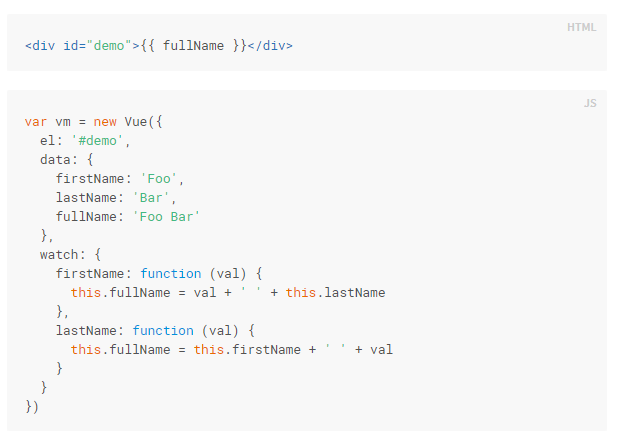 HTML
<div id="demo">{{ fullName }}</div>
JS
var vm = new Vue({
  el: '#demo',
  data: {
    firstName: 'Foo',
    lastName: 'Bar',
    fullName: 'Foo Bar'
  },
  watch: {
    firstName: function (val) {
      this.fullName = val + ' ' + this.lastName
    },
    lastName: function (val) {
      this.fullName = this.firstName + ' ' + val
    }
  }
})